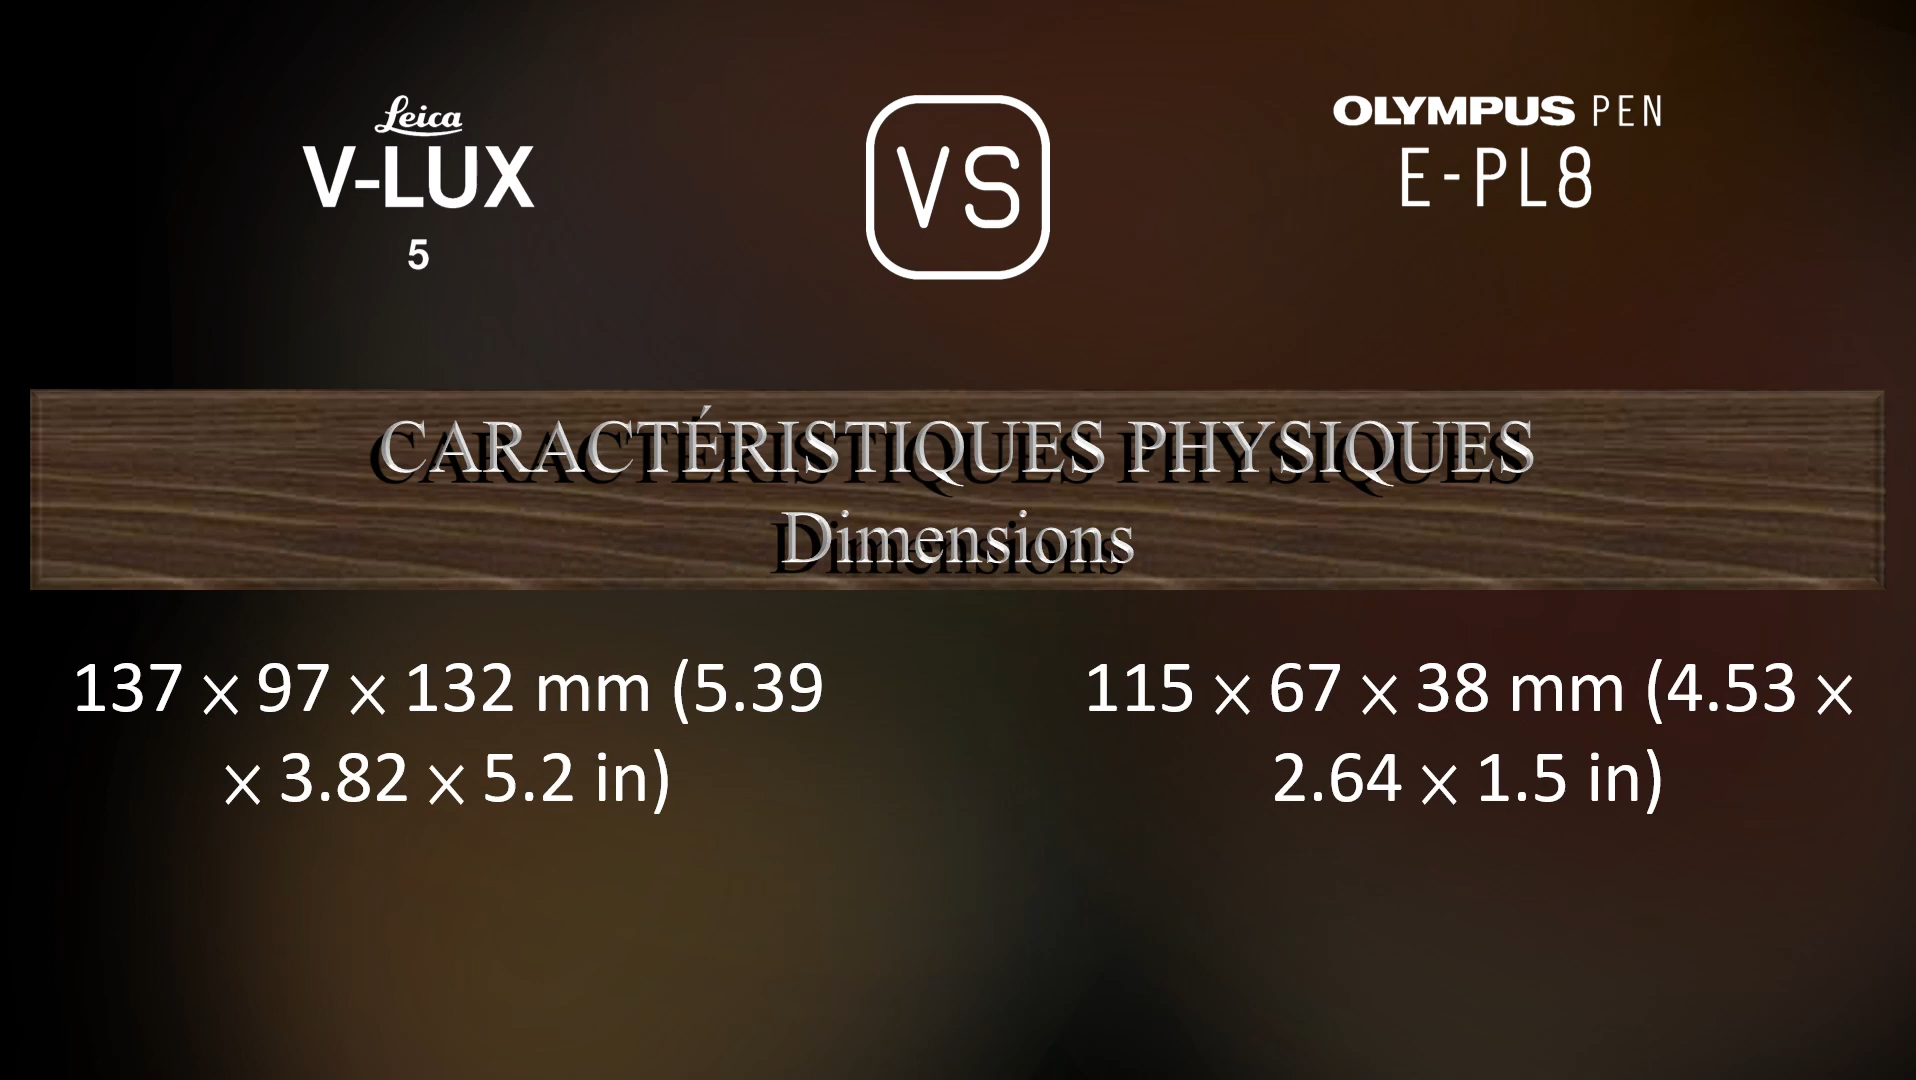 Leica
V-LUX
5
VS
OLYMPUS PEN
E-PL8
CARACTÉRISTIQUES PHYSIQUES
Dimensions
137 x 97 x 132 mm (5.39
x 3.82 x 5.2 in)
115 x 67 x 38 mm (4.53 x
2.64 x 1.5 in)